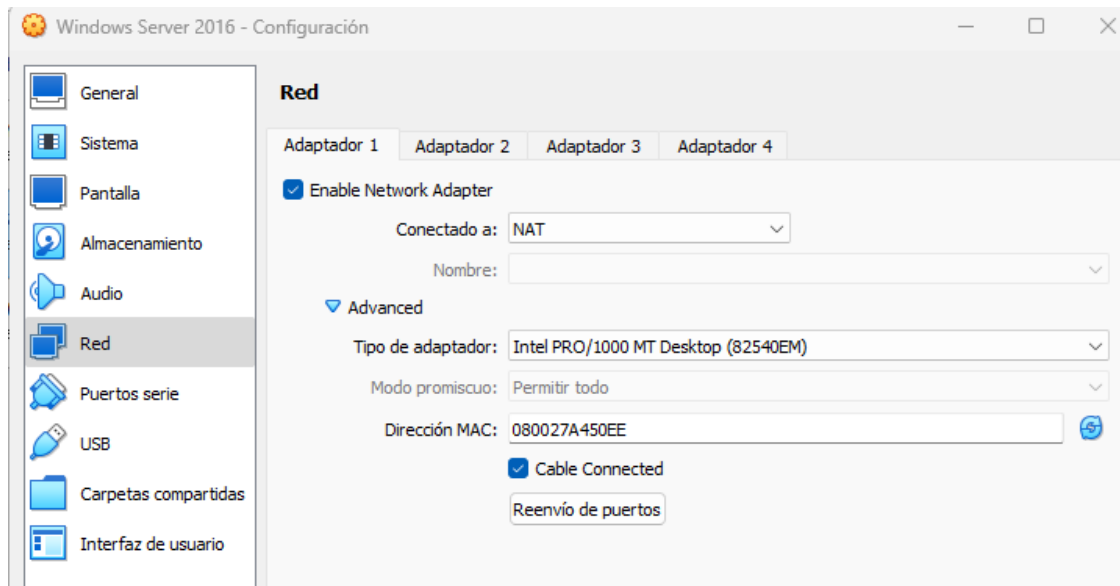 Windows Server 2016 - Configuración
General
Sistema
Pantalla
Almacenamiento
Audio
Red
Puertos serie
USB
Carpetas compartidas
Interfaz de usuario
Red
Adaptador 1 Adaptador 2 Adaptador 3 Adaptador 4
Enable Network Adapter
Conectado a: NAT
Nombre:
Advanced
Tipo de adaptador: Intel PRO/1000 MT Desktop (82540EM)
Modo promiscuo: Permitir todo
Dirección MAC: 080027A450EE
Cable Connected
Reenvío de puertos